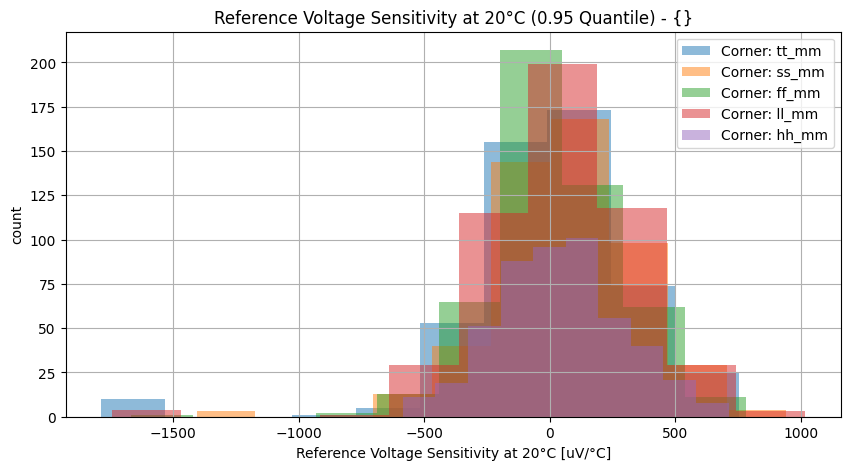 Reference Voltage Sensitivity at 20°C (0.95 Quantile) - {}
Corner: tt_mm
Corner: ss_mm
Corner: ff_mm
Corner: ll_mm
Corner: hh_mm
200
175
150
125
100
75
50
25
0
count
−1500
−1000
−500
0
500
1000
Reference Voltage Sensitivity at 20°C [uV/°C]